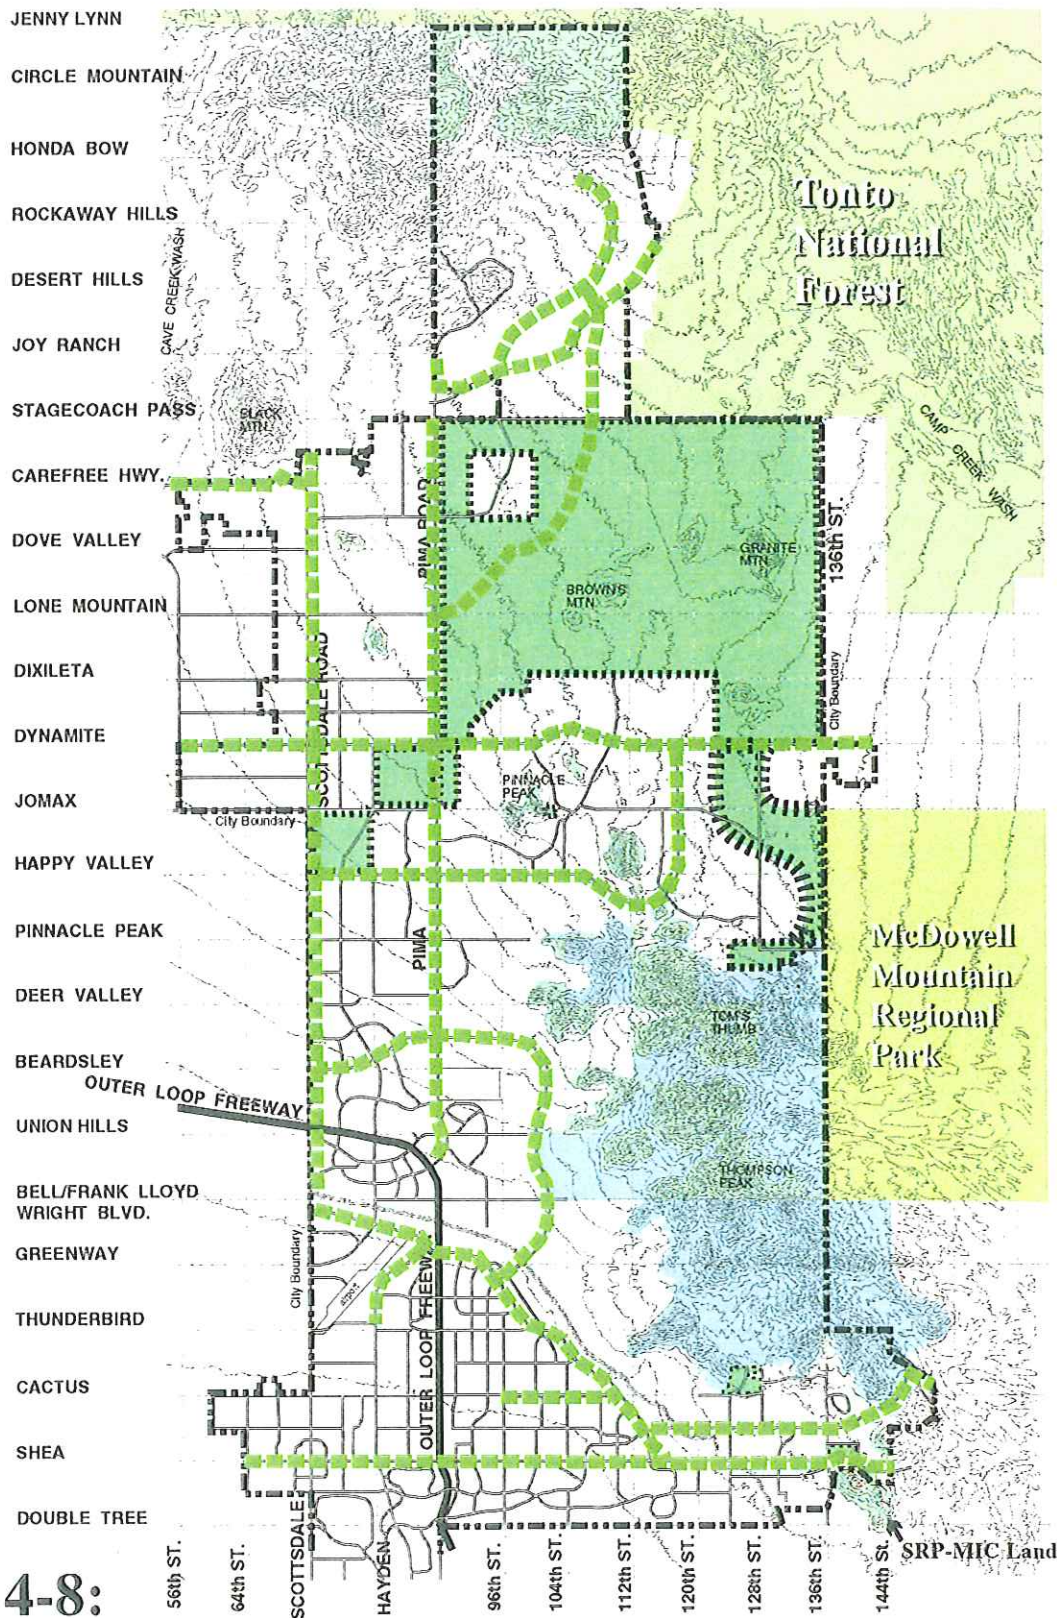 JENNY LYNN
CIRCLE MOUNTAIN
HONDA BOW
Tonto
National
Forest
ROCKAWAY HILLS
CAVE CREEK WASH
DESERT HILLS
JOY RANCH
STAGECOACH PASS
BLACK
MTN.
CAMP CREEK WASH
CAREFREE HWY.
PIMA ROAD
136th ST.
DOVE VALLEY
GRANITE
MTN.
LONE MOUNTAIN
BROWN'S
MTN.
DIXILETA
SCOTTSDALE ROAD
City Boundary
DYNAMITE
PINNACLE
PEAK
JOMAX
City Boundary
HAPPY VALLEY
PINNACLE PEAK
PIMA
McDowell
Mountain
Regional
Park
DEER VALLEY
TOM'S
THUMB
BEARDSLEY
OUTER LOOP FREEWAY
UNION HILLS
THOMPSON
PEAK
BELL/FRANK LLOYD
WRIGHT BLVD.
GREENWAY
City Boundary
Airport
OUTER LOOP FREEWAY
THUNDERBIRD
CACTUS
SHEA
DOUBLE TREE
56th ST.
64th ST.
SCOTTSDALE
HAYDEN
96th ST.
104th ST.
112th ST.
120th ST.
128th ST.
136th ST.
144th St.
SRP-MIC Land
4-8: